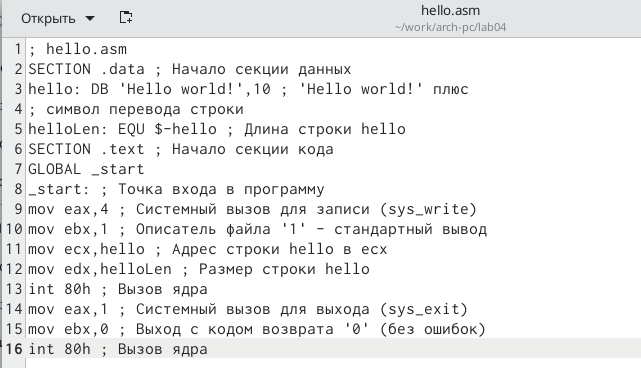 Открыть
hello.asm
~/work/arch-pc/lab04
1 ; hello.asm
2 SECTION .data ; Начало секции данных
3 hello: DB 'Hello world!',10 ; 'Hello world!' плюс
4 ; символ перевода строки
5 helloLen: EQU $-hello ; Длина строки hello
6 SECTION .text ; Начало секции кода
7 GLOBAL _start
8 _start: ; Точка входа в программу
9 mov eax,4 ; Системный вызов для записи (sys_write)
10 mov ebx,1 ; Описатель файла '1' - стандартный вывод
11 mov ecx,hello ; Адрес строки hello в ecx
12 mov edx,helloLen ; Размер строки hello
13 int 80h ; Вызов ядра
14 mov eax,1 ; Системный вызов для выхода (sys_exit)
15 mov ebx,0 ; Выход с кодом возврата '0' (без ошибок)
16 int 80h ; Вызов ядра